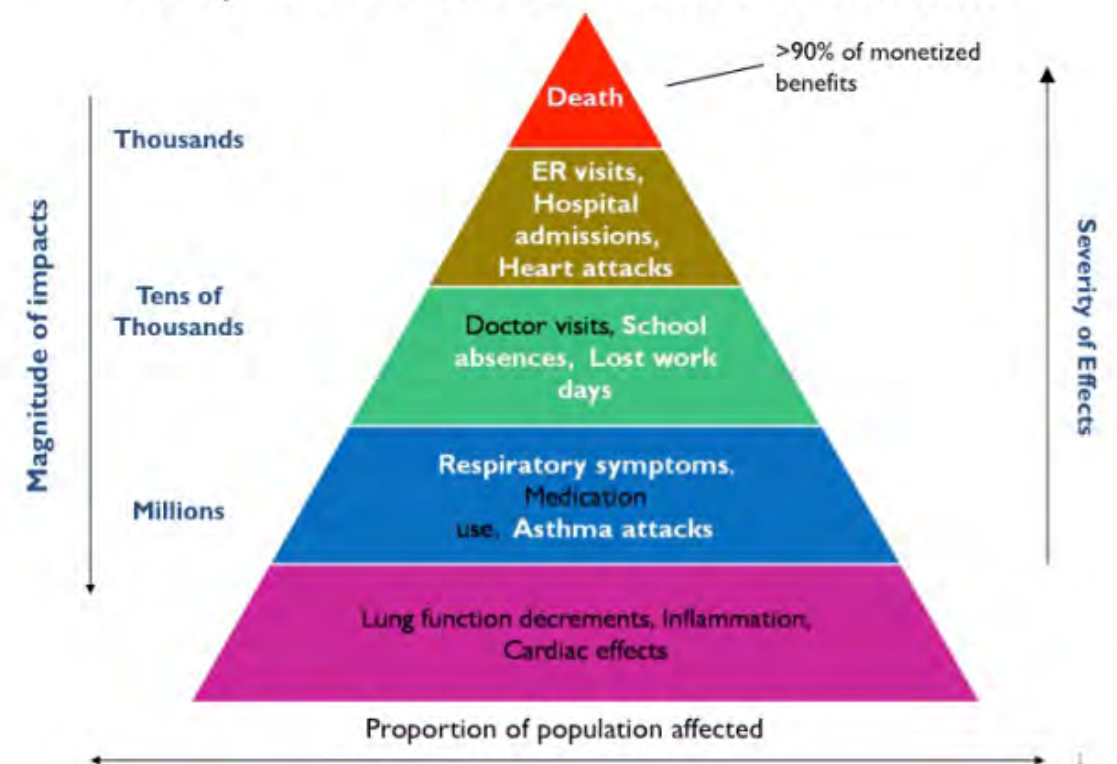 >90% of monetized
benefits
Death
Thousands
ER visits,
Hospital
admissions,
Heart attacks
Magnitude of impacts
Severity of Effects
Tens of
Thousands
Doctor visits, School
absences, Lost work
days
Respiratory symptoms,
Medication
use, Asthma attacks
Millions
Lung function decrements, Inflammation,
Cardiac effects
Proportion of population affected